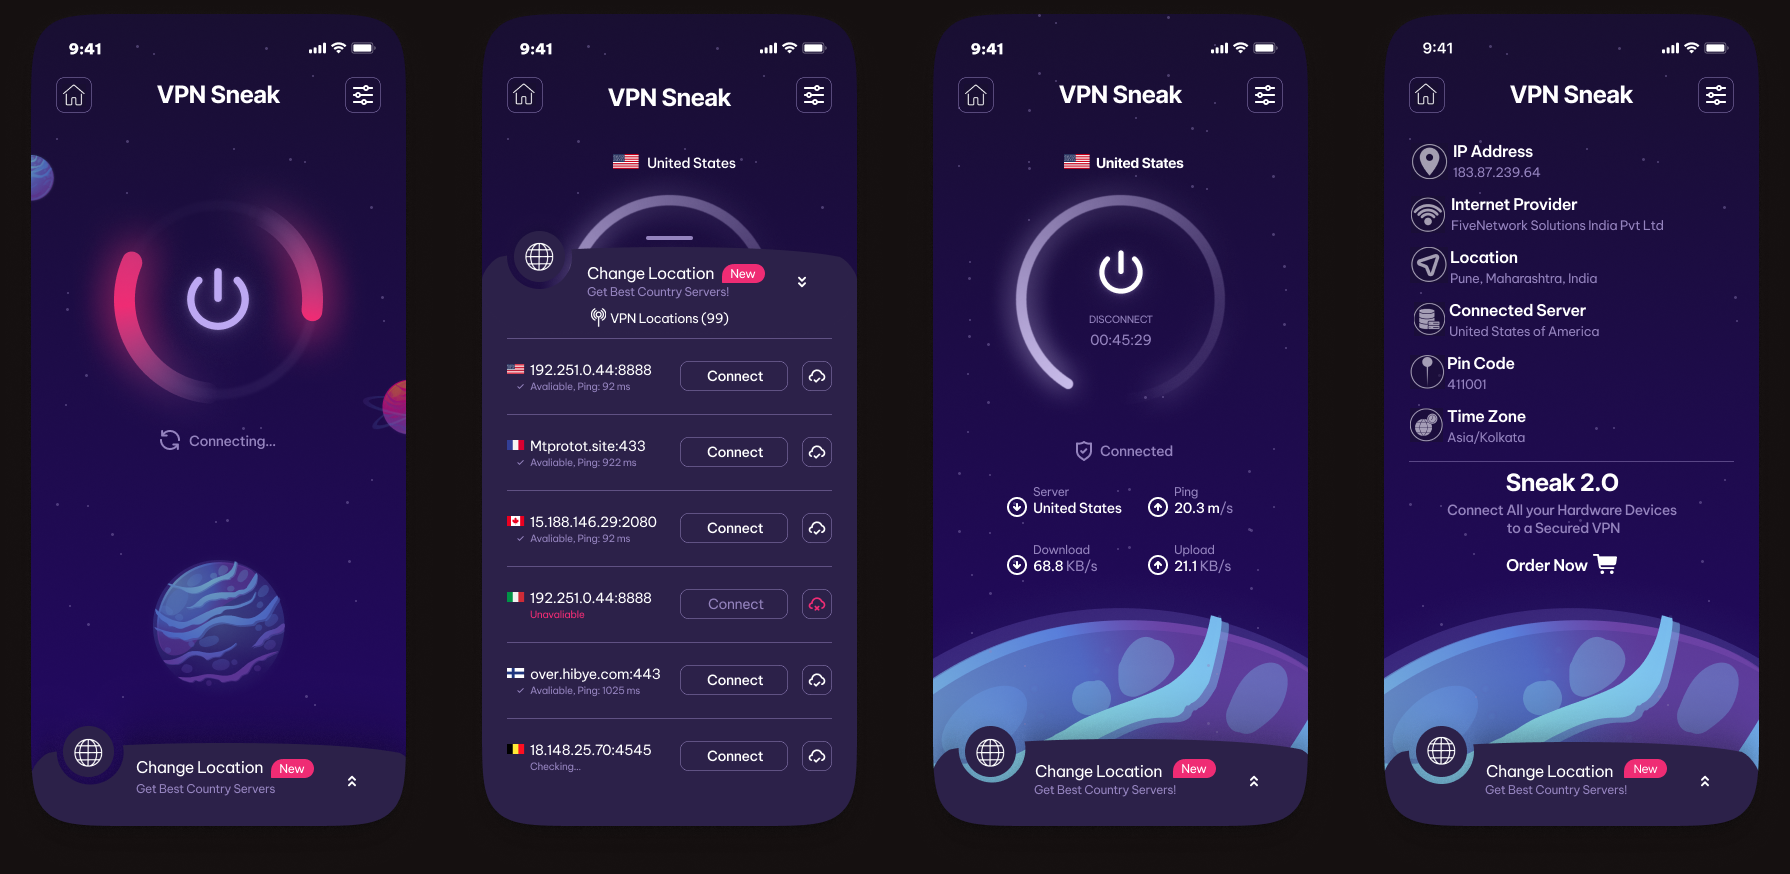 9:41
VPN Sneak
Connecting...
Change Location New
Get Best Country Servers
9:41
VPN Sneak
United States
Change Location New
Get Best Country Servers!
VPN Locations (99)
192.251.0.44:8888 Connect
Avaliable, Ping: 92 ms
Mtprotot.site:433 Connect
Avaliable, Ping: 922 ms
15.188.146.29:2080 Connect
Avaliable, Ping: 92 ms
192.251.0.44:8888 Connect
Unavaliable
over.hibye.com:443 Connect
Avaliable, Ping: 1025 ms
18.148.25.70:4545 Connect
Checking...
9:41
VPN Sneak
United States
DISCONNECT
00:45:29
Connected
Server Ping
United States 20.3 m/s
Download Upload
68.8 KB/s 21.1 KB/s
Change Location New
Get Best Country Servers!
9:41
VPN Sneak
IP Address
183.87.239.64
Internet Provider
FiveNetwork Solutions India Pvt Ltd
Location
Pune, Maharashtra, India
Connected Server
United States of America
Pin Code
411001
Time Zone
Asia/Kolkata
Sneak 2.0
Connect All your Hardware Devices
to a Secured VPN
Order Now
Change Location New
Get Best Country Servers!